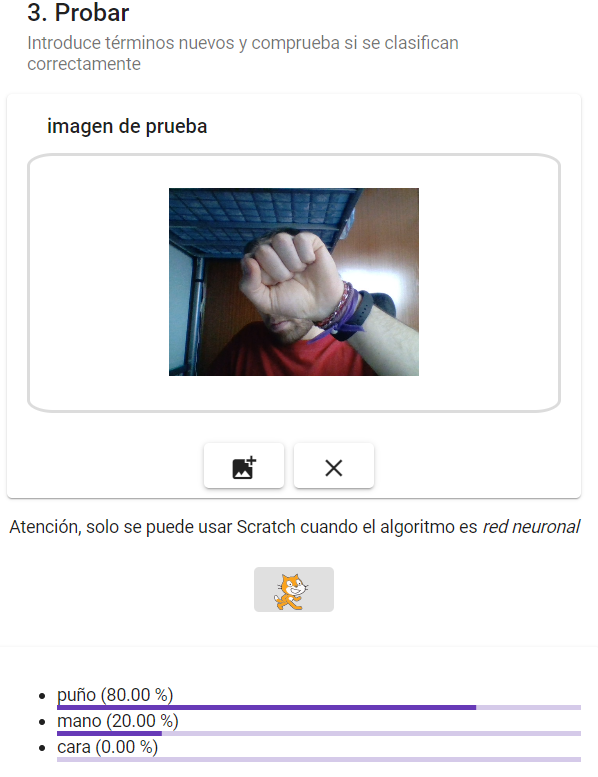 3. Probar
Introduce términos nuevos y comprueba si se clasifican
correctamente
imagen de prueba
Atención, solo se puede usar Scratch cuando el algoritmo es red neuronal
puño (80.00 %)
mano (20.00 %)
cara (0.00 %)